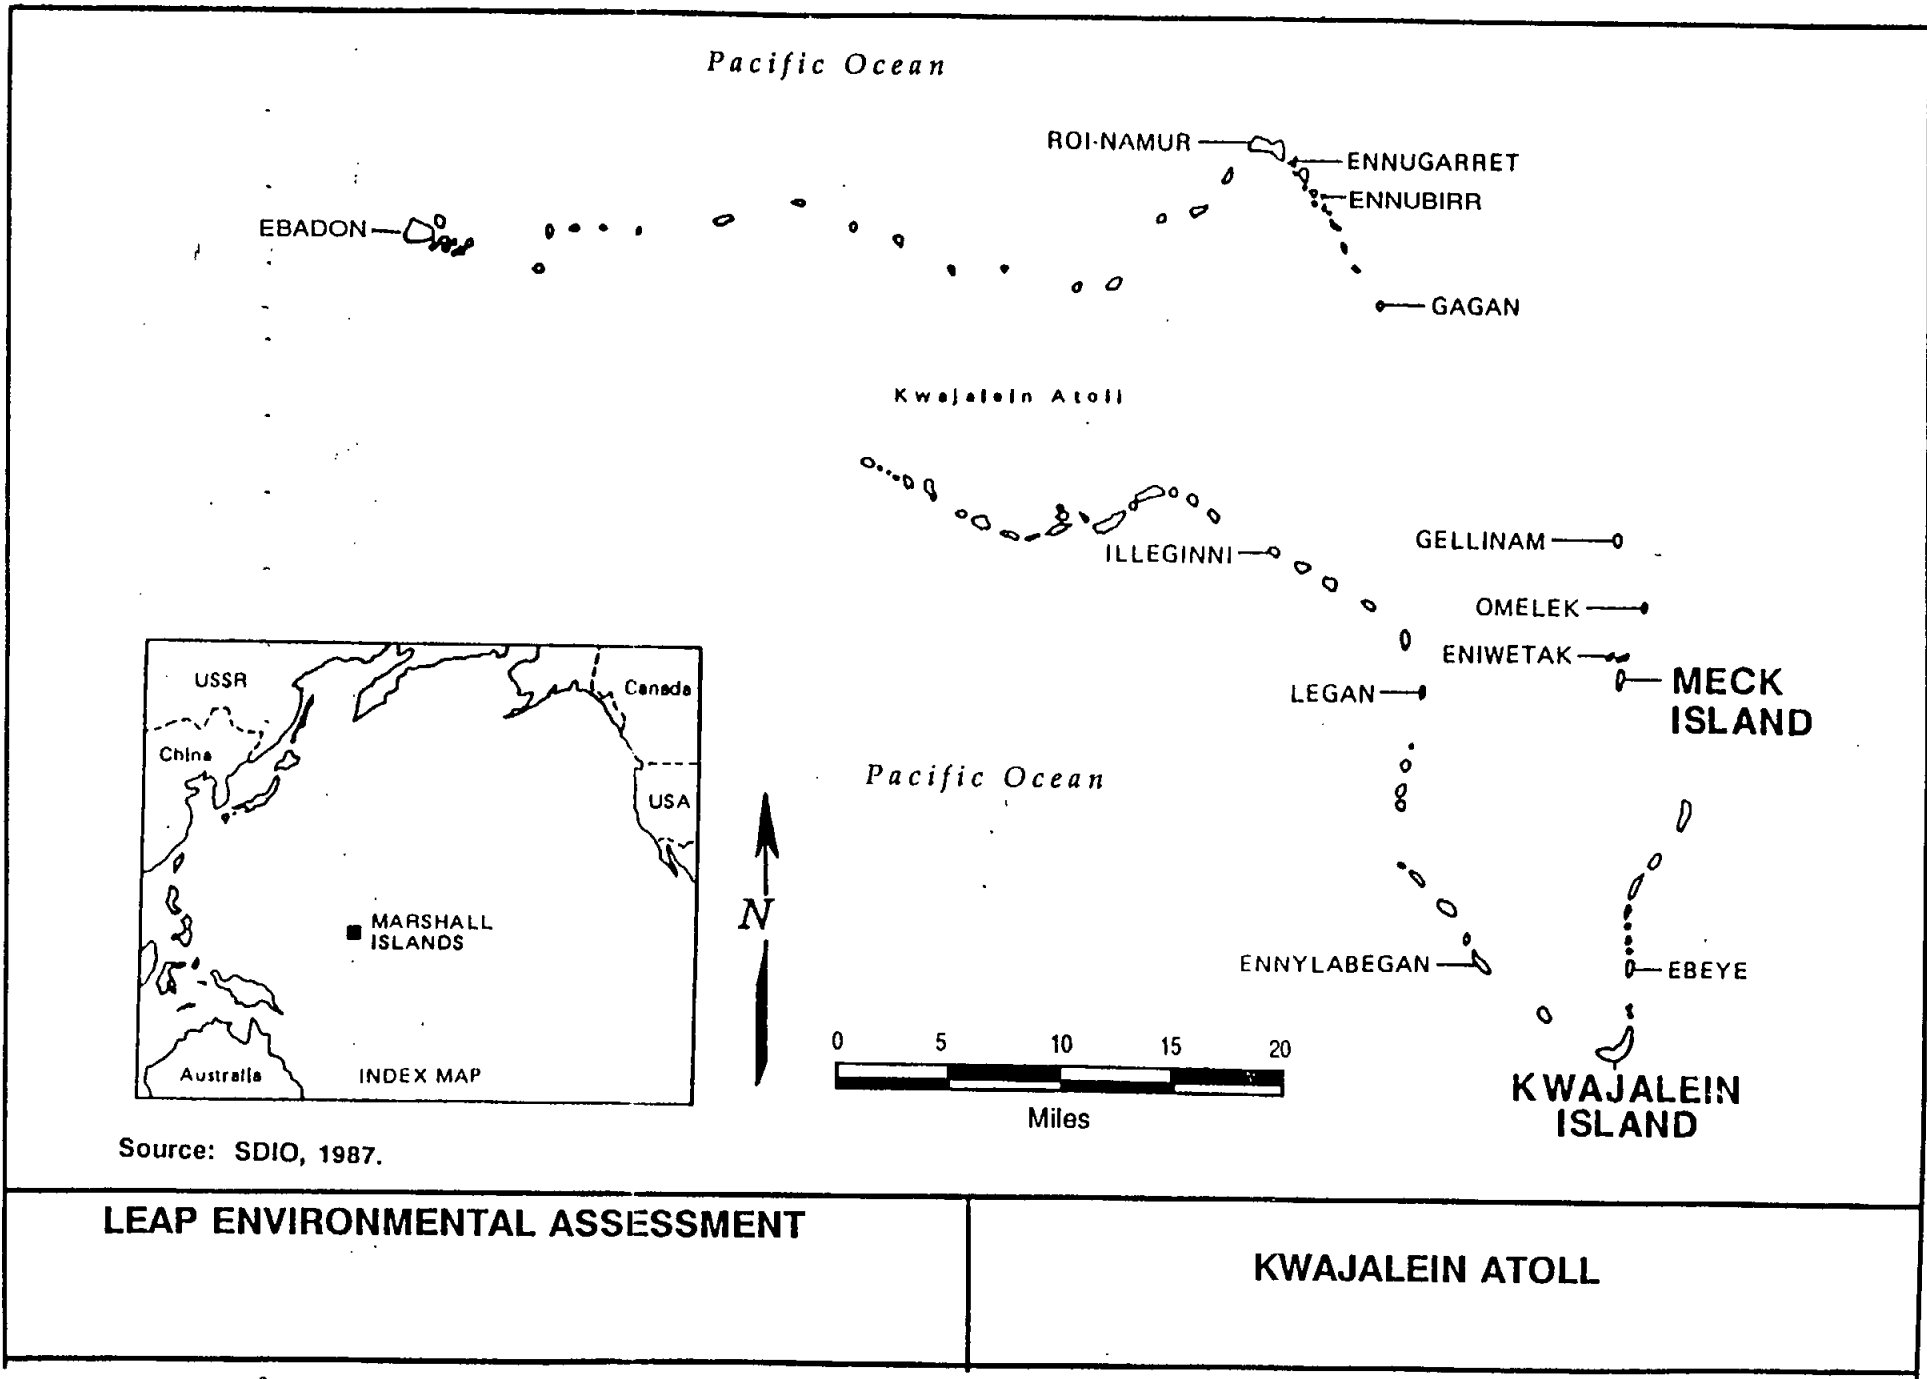 Pacific Ocean
ROI-NAMUR
ENNUGARRET
ENNUBIRR
EBADON
GAGAN
Kwajalein Atoll
GELLINAM
ILLEGINNI
OMELEK
ENIWETAK
MECK
ISLAND
LEGAN
USSR
Canada
China
Pacific Ocean
USA
N
MARSHALL
ISLANDS
ENNYLABEGAN
EBEYE
0 5 10 15 20
Miles
Australia
INDEX MAP
KWAJALEIN
ISLAND
Source: SDIO, 1987.
LEAP ENVIRONMENTAL ASSESSMENT
KWAJALEIN ATOLL